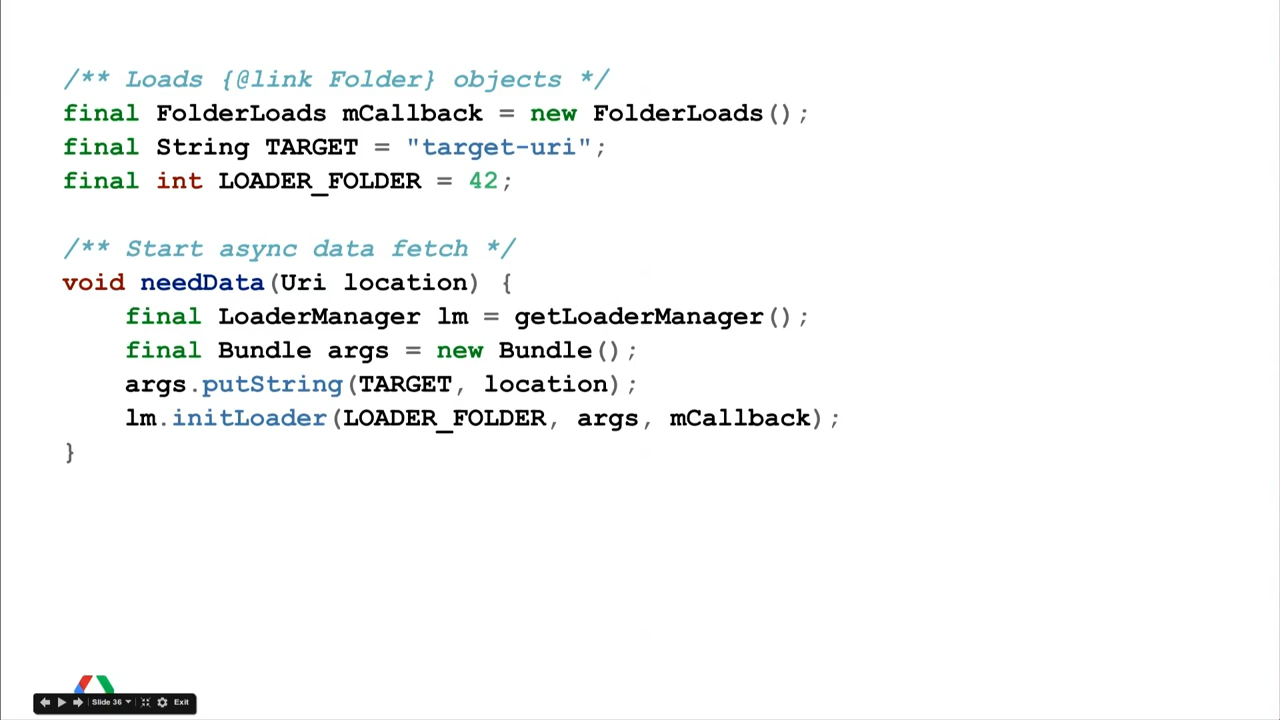 /** Loads {@link Folder} objects */
final FolderLoads mCallback = new FolderLoads();
final String TARGET = "target-uri";
final int LOADER_FOLDER = 42;
/** Start async data fetch */
void needData(Uri location) {
    final LoaderManager lm = getLoaderManager();
    final Bundle args = new Bundle();
    args.putString(TARGET, location);
    lm.initLoader(LOADER_FOLDER, args, mCallback);
}
Slide 36
Exit